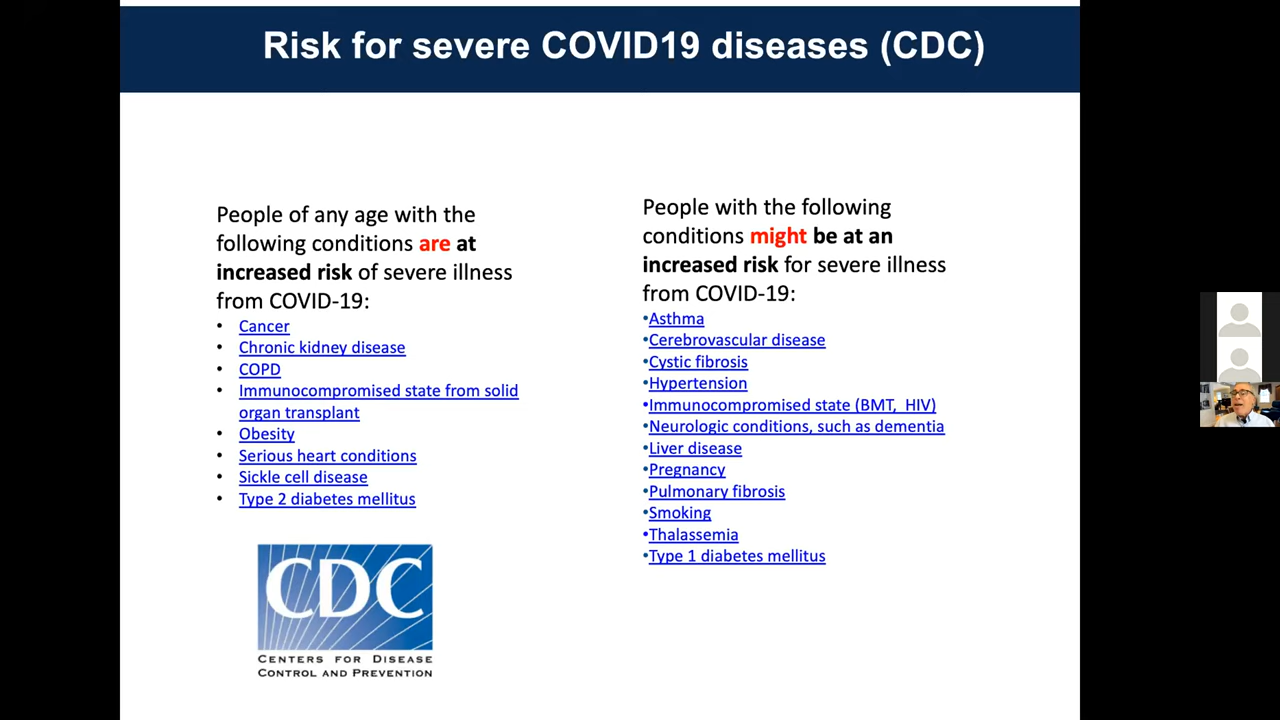 Risk for severe COVID19 diseases (CDC)
People of any age with the
following conditions are at
increased risk of severe illness
from COVID-19:
• Cancer
• Chronic kidney disease
• COPD
• Immunocompromised state from solid
organ transplant
• Obesity
• Serious heart conditions
• Sickle cell disease
• Type 2 diabetes mellitus
CDC
CENTERS FOR DISEASE
CONTROL AND PREVENTION
People with the following
conditions might be at an
increased risk for severe illness
from COVID-19:
•Asthma
•Cerebrovascular disease
•Cystic fibrosis
•Hypertension
•Immunocompromised state (BMT, HIV)
•Neurologic conditions, such as dementia
•Liver disease
•Pregnancy
•Pulmonary fibrosis
•Smoking
•Thalassemia
•Type 1 diabetes mellitus